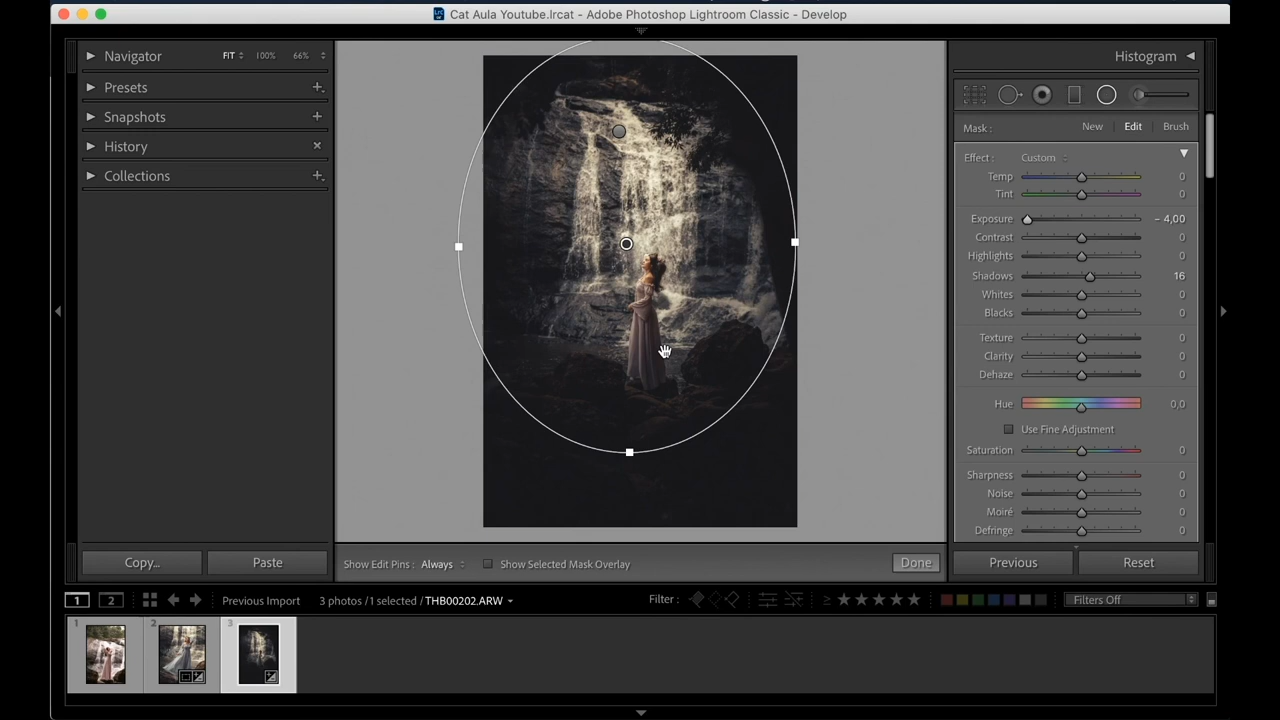 Cat Aula Youtube.lrcat - Adobe Photoshop Lightroom Classic - Develop
Navigator FIT 100% 66%
Presets
Snapshots
History
Collections
Copy... Paste
Histogram
Mask : New Edit Brush
Effect : Custom
Temp 0
Tint 0
Exposure – 4,00
Contrast 0
Highlights 0
Shadows 16
Whites 0
Blacks 0
Texture 0
Clarity 0
Dehaze 0
Hue 0,0
Use Fine Adjustment
Saturation 0
Sharpness 0
Noise 0
Moiré 0
Defringe 0
Show Edit Pins : Always Show Selected Mask Overlay Done
Previous Reset
1 2 Previous Import 3 photos / 1 selected / THB00202.ARW Filter : ≥ Filters Off
1 2 3